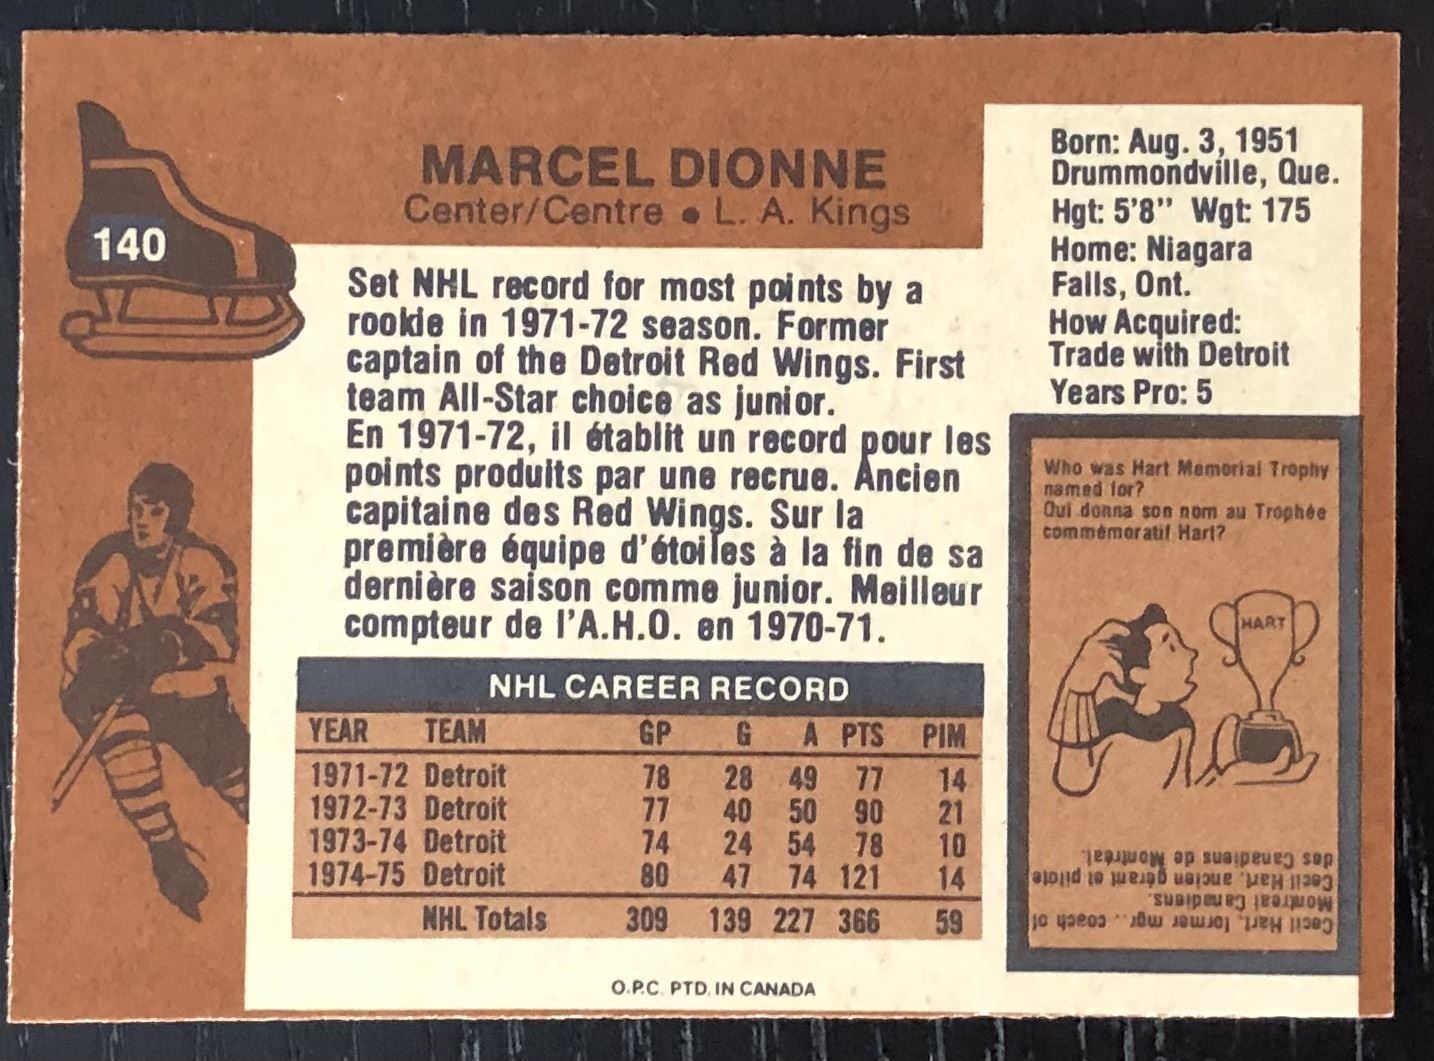 MARCEL DIONNE
Center/Centre • L. A. Kings
140
Born: Aug. 3, 1951
Drummondville, Que.
Hgt: 5'8" Wgt: 175
Home: Niagara
Falls, Ont.
How Acquired:
Trade with Detroit
Years Pro: 5
Set NHL record for most points by a
rookie in 1971-72 season. Former
captain of the Detroit Red Wings. First
team All-Star choice as junior.
En 1971-72, il établit un record pour les
points produits par une recrue. Ancien
capitaine des Red Wings. Sur la
première équipe d'étoiles à la fin de sa
dernière saison comme junior. Meilleur
compteur de l'A.H.O. en 1970-71.
NHL CAREER RECORD
YEAR TEAM GP G A PTS PIM
1971-72 Detroit 78 28 49 77 14
1972-73 Detroit 77 40 50 90 21
1973-74 Detroit 74 24 54 78 10
1974-75 Detroit 80 47 74 121 14
NHL Totals 309 139 227 366 59
Who was Hart Memorial Trophy
named for?
Qui donna son nom au Trophée
commémoratif Hart?
HART
Cecil Hart, former mgr.. coach of
Montreal Canadiens.
Cecil Hart, ancien gérant et pilote
des Canadiens de Montréal.
O.P.C. PTD. IN CANADA